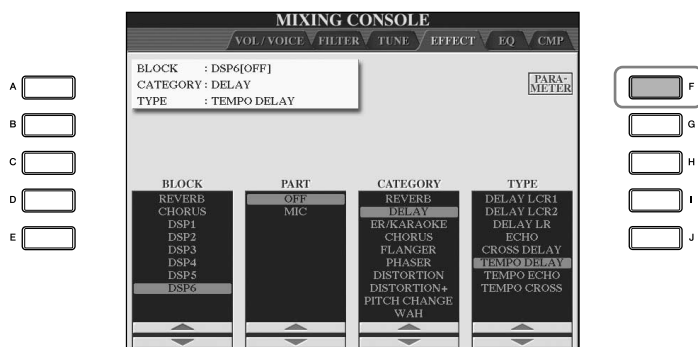 MIXING CONSOLE
VOL / VOICE FILTER TUNE EFFECT EQ CMP
BLOCK : DSP6[OFF]
CATEGORY : DELAY
TYPE : TEMPO DELAY
PARA-
METER
A
B
C
D
E
F
G
H
I
J
BLOCK
REVERB
CHORUS
DSP1
DSP2
DSP3
DSP4
DSP5
DSP6
PART
OFF
MIC
CATEGORY
REVERB
DELAY
ER/KARAOKE
CHORUS
FLANGER
PHASER
DISTORTION
DISTORTION+
PITCH CHANGE
WAH
TYPE
DELAY LCR1
DELAY LCR2
DELAY LR
ECHO
CROSS DELAY
TEMPO DELAY
TEMPO ECHO
TEMPO CROSS